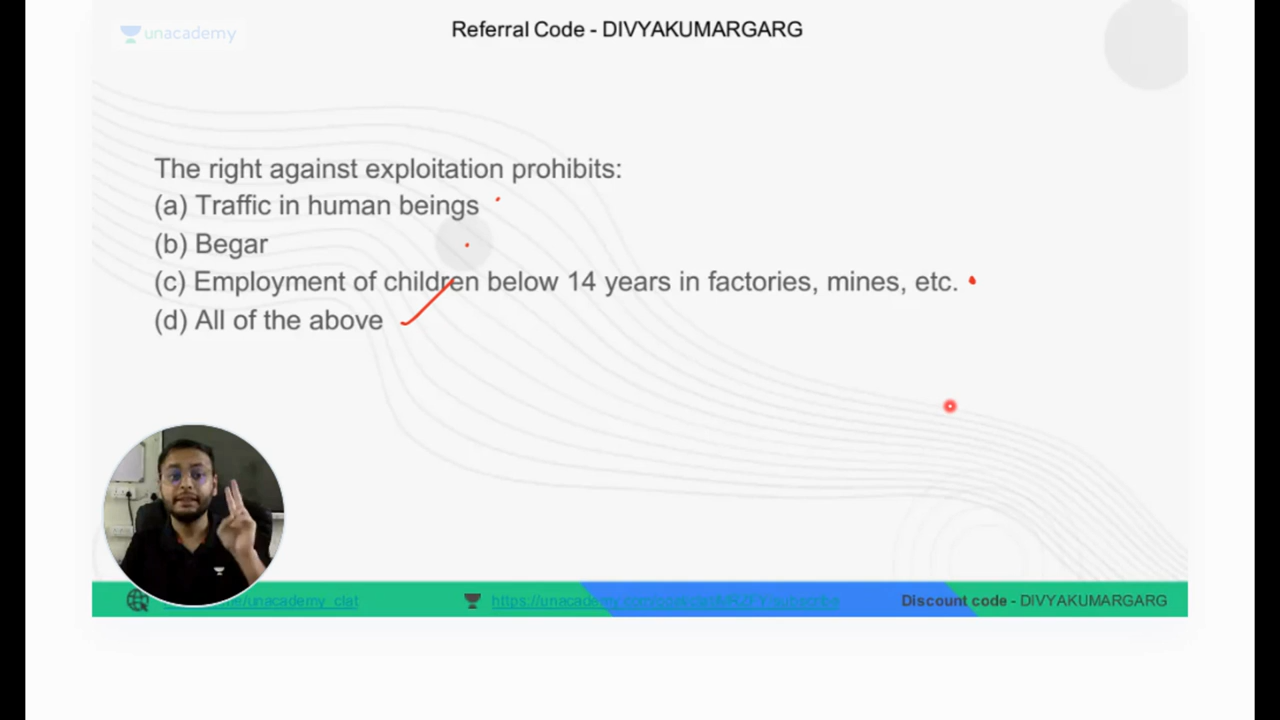 unacademy
Referral Code - DIVYAKUMARGARG
The right against exploitation prohibits:
(a) Traffic in human beings
(b) Begar
(c) Employment of children below 14 years in factories, mines, etc.
(d) All of the above
/unacademy_clat
Discount code - DIVYAKUMARGARG